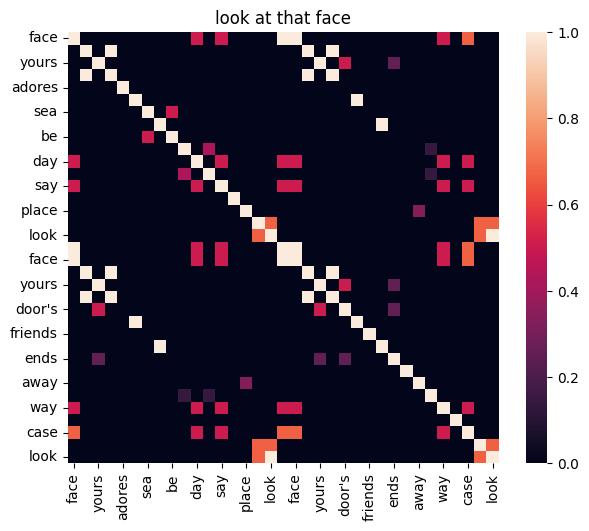 look at that face
face
yours
adores
sea
be
day
say
place
look
face
yours
door's
friends
ends
away
way
case
look
1.0
0.8
0.6
0.4
0.2
0.0
face
yours
adores
sea
be
day
say
place
look
face
yours
door's
friends
ends
away
way
case
look